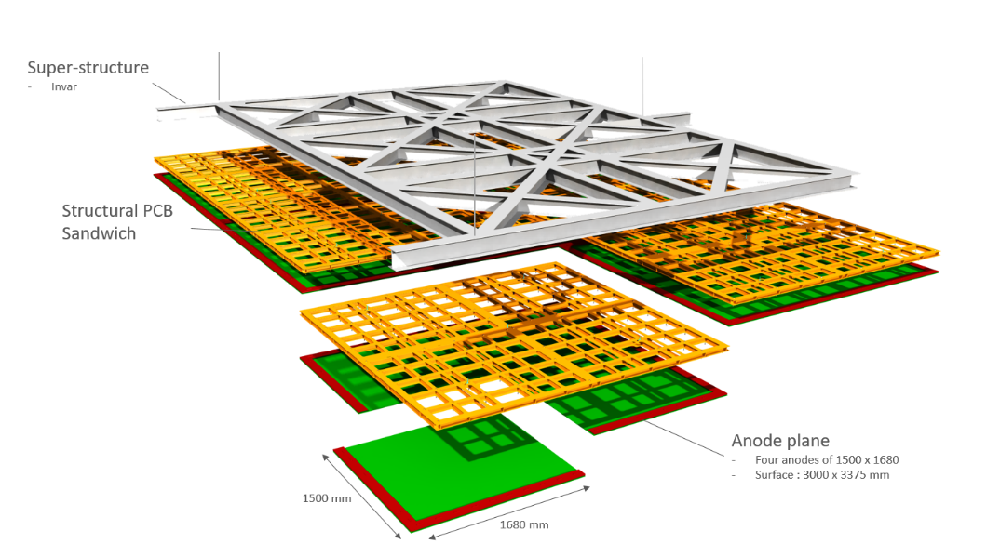 Super-structure
- Invar
Structural PCB
Sandwich
Anode plane
- Four anodes of 1500 x 1680
- Surface : 3000 x 3375 mm
1500 mm
1680 mm